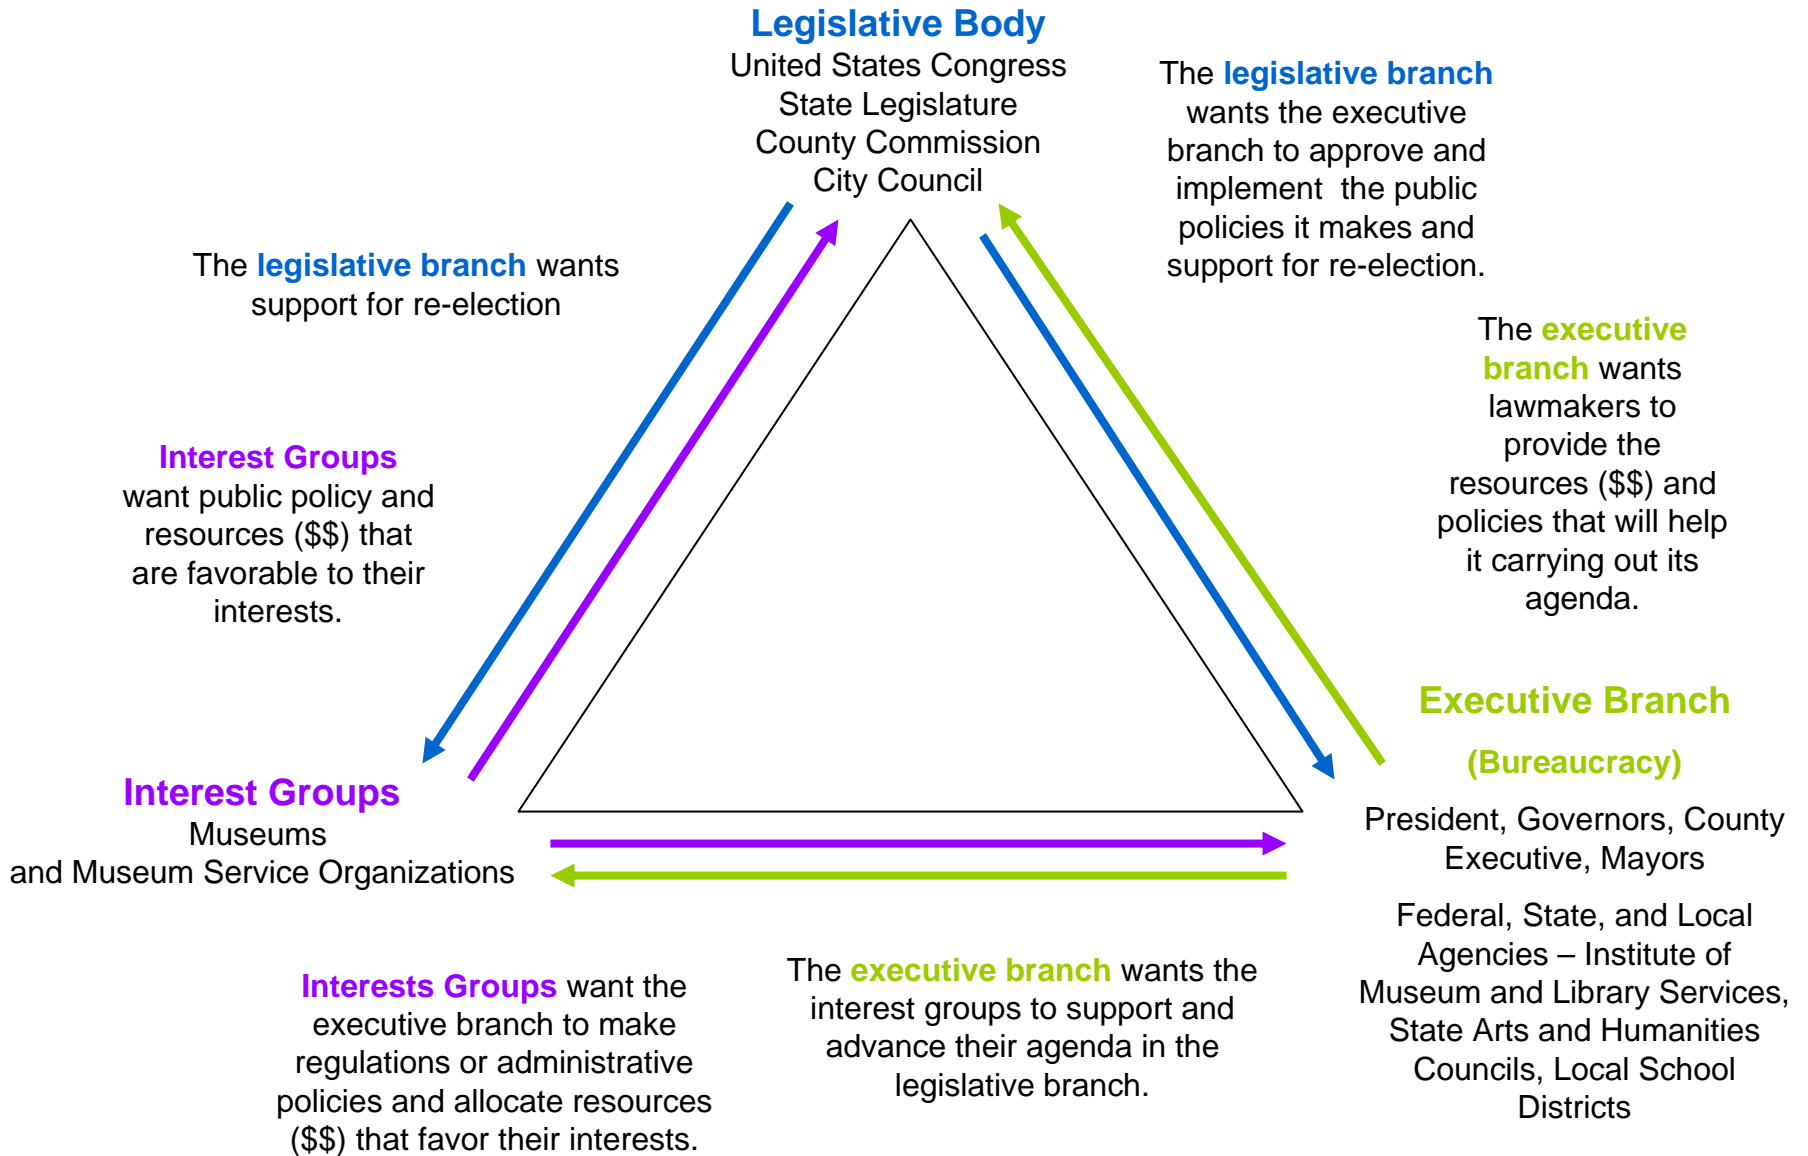 Legislative Body
United States Congress
State Legislature
County Commission
City Council
The legislative branch
wants the executive
branch to approve and
implement  the public
policies it makes and
support for re-election.
The legislative branch wants
support for re-election
The executive
branch wants
lawmakers to
provide the
resources ($$) and
policies that will help
it carrying out its
agenda.
Interest Groups
want public policy and
resources ($$) that
are favorable to their
interests.
Executive Branch
(Bureaucracy)
President, Governors, County
Executive, Mayors
Federal, State, and Local
Agencies – Institute of
Museum and Library Services,
State Arts and Humanities
Councils, Local School
Districts
Interest Groups
Museums
and Museum Service Organizations
Interests Groups want the
executive branch to make
regulations or administrative
policies and allocate resources
($$) that favor their interests.
The executive branch wants the
interest groups to support and
advance their agenda in the
legislative branch.